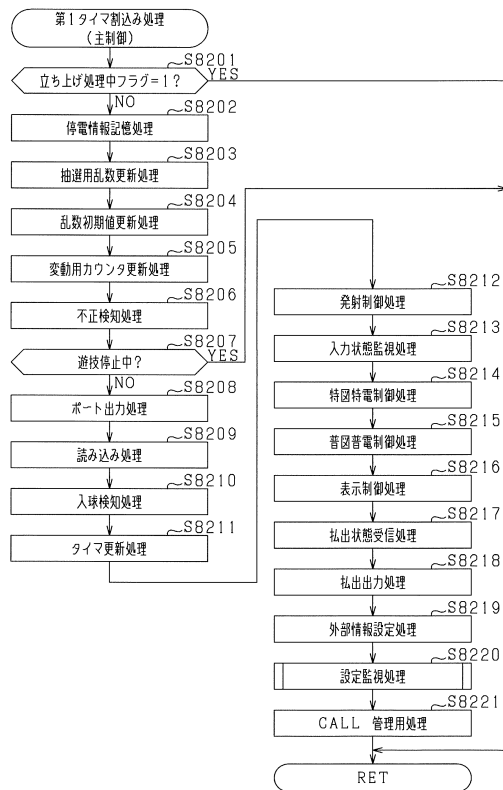 第１タイマ割込み処理
（主制御）
S8201
立ち上げ処理中フラグ＝１？
YES
NO
S8202
停電情報記憶処理
S8203
抽選用乱数更新処理
S8204
乱数初期値更新処理
S8205
変動用カウンタ更新処理
S8206
不正検知処理
S8207
遊技停止中？
YES
NO
S8208
ポート出力処理
S8209
読み込み処理
S8210
入球検知処理
S8211
タイマ更新処理
S8212
発射制御処理
S8213
入力状態監視処理
S8214
特図特電制御処理
S8215
普図普電制御処理
S8216
表示制御処理
S8217
払出状態受信処理
S8218
払出出力処理
S8219
外部情報設定処理
S8220
設定監視処理
S8221
CALL 管理用処理
RET